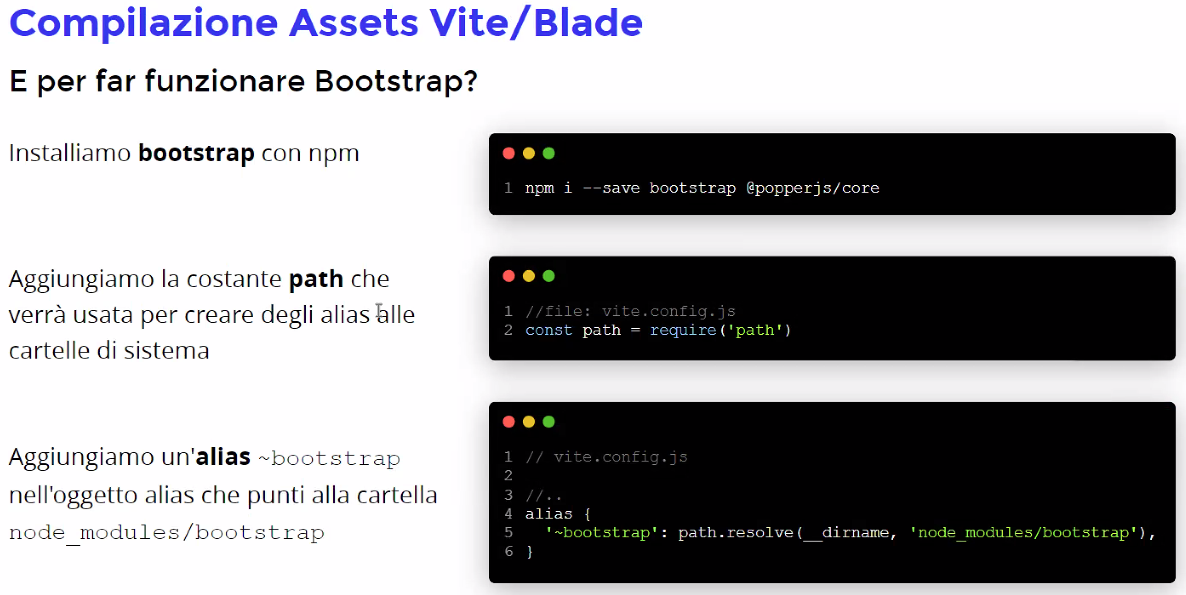 Compilazione Assets Vite/Blade
E per far funzionare Bootstrap?
Installiamo bootstrap con npm
1 npm i --save bootstrap @popperjs/core
Aggiungiamo la costante path che
verrà usata per creare degli alias alle
cartelle di sistema
1 //file: vite.config.js
2 const path = require('path')
Aggiungiamo un'alias ~bootstrap
nell'oggetto alias che punti alla cartella
node_modules/bootstrap
1 // vite.config.js
2
3 //..
4 alias {
5   '~bootstrap': path.resolve(__dirname, 'node_modules/bootstrap'),
6 }